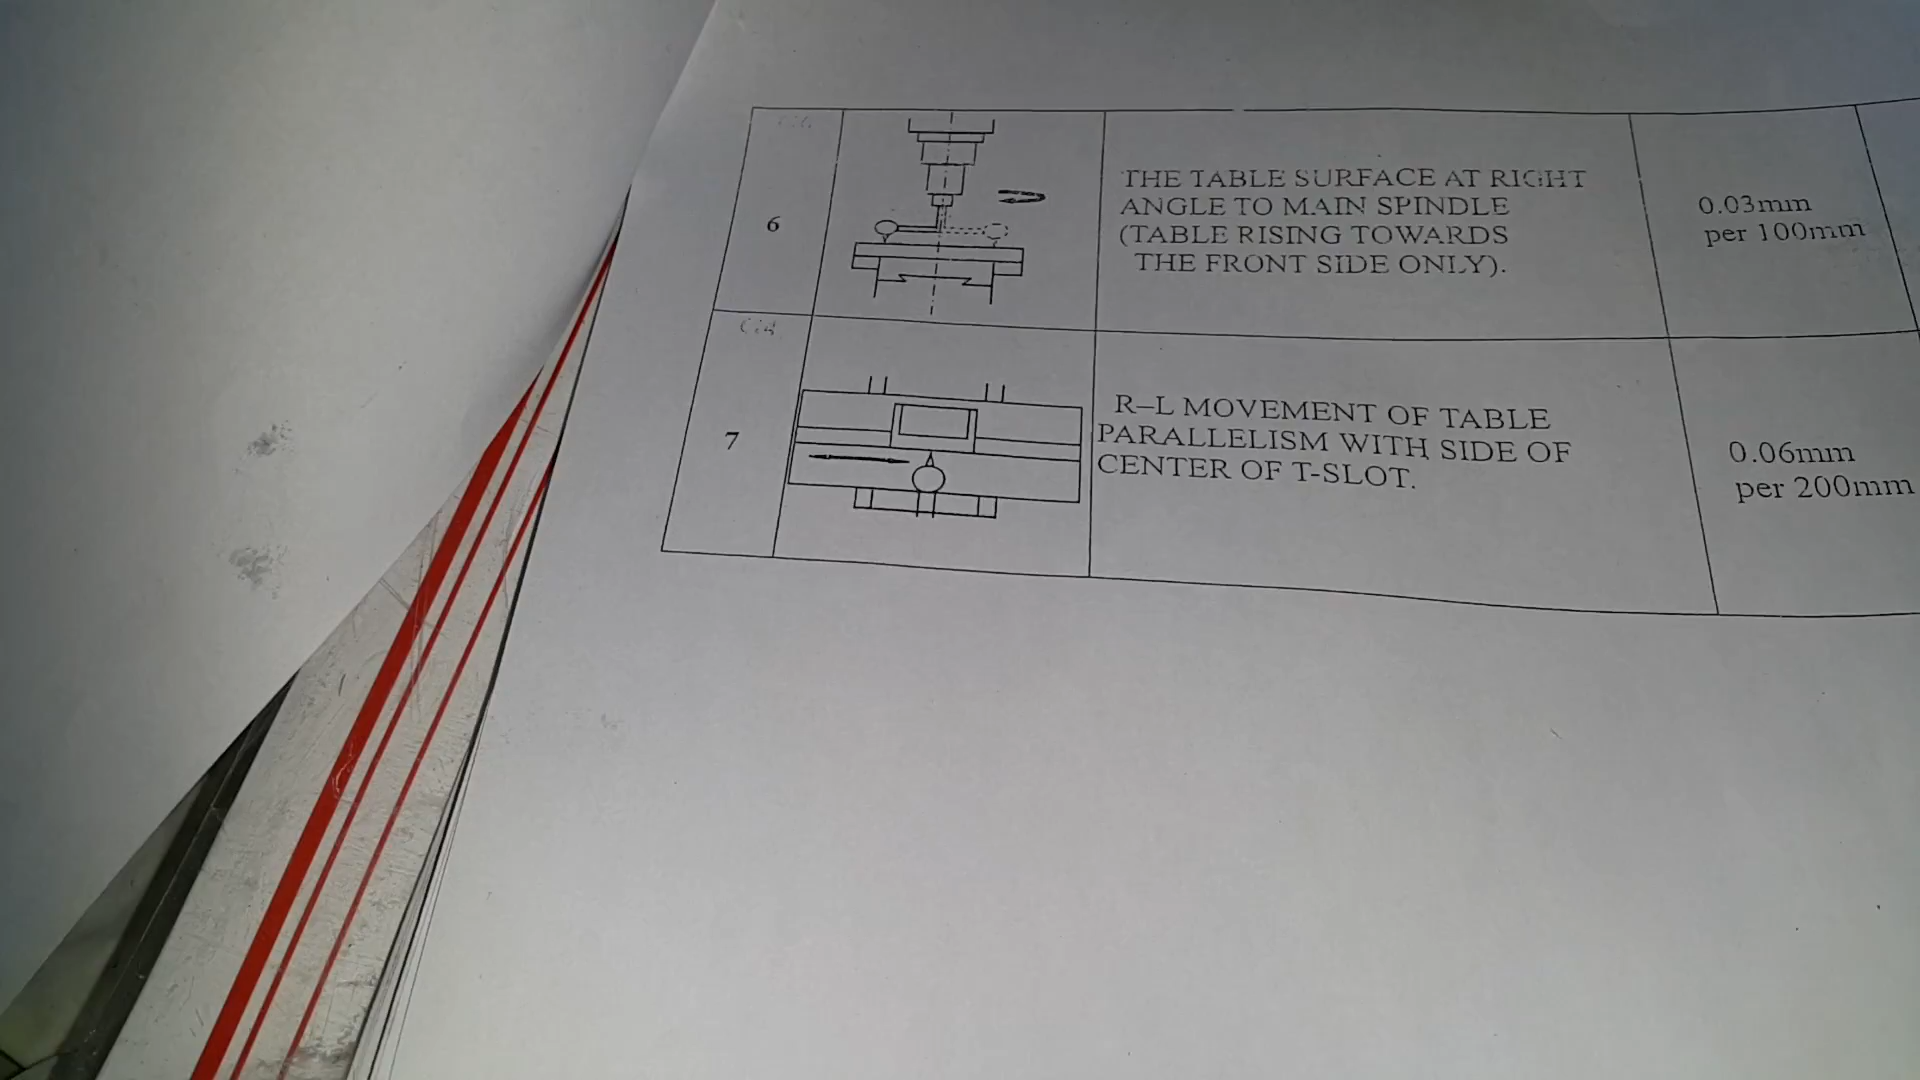 6
THE TABLE SURFACE AT RIGHT
ANGLE TO MAIN SPINDLE
(TABLE RISING TOWARDS
THE FRONT SIDE ONLY).
0.03mm
per 100mm
7
R–L MOVEMENT OF TABLE
PARALLELISM WITH SIDE OF
CENTER OF T-SLOT.
0.06mm
per 200mm